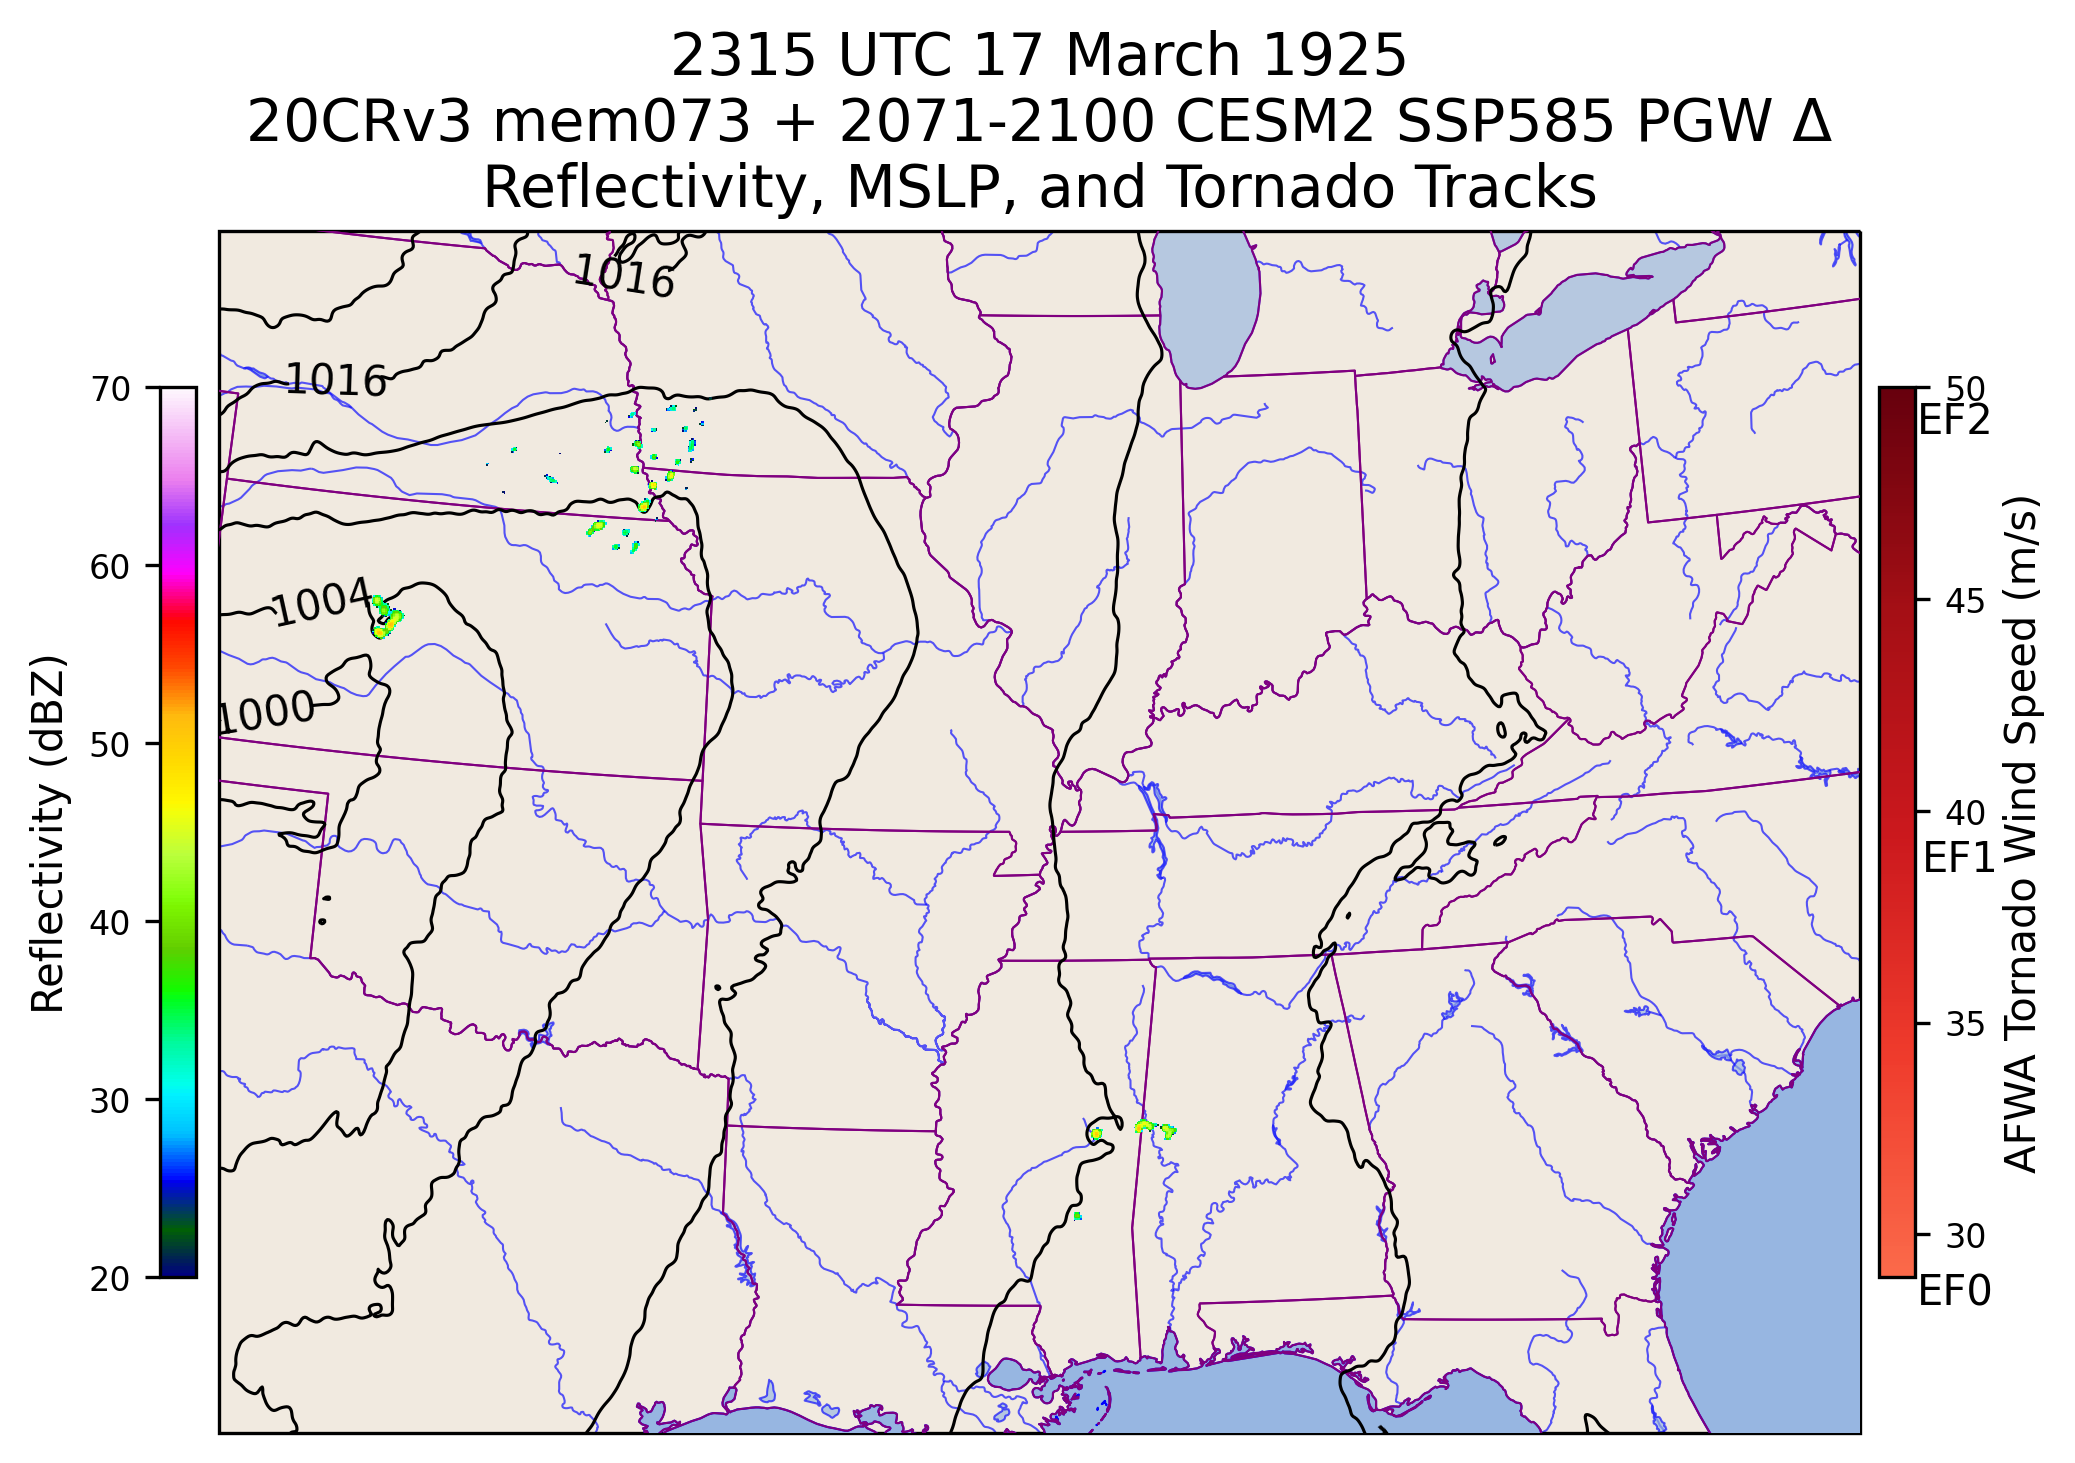 2315 UTC 17 March 1925
20CRv3 mem073 + 2071-2100 CESM2 SSP585 PGW Δ
Reflectivity, MSLP, and Tornado Tracks
1016
1016
1004
1000
70
60
50
40
30
20
Reflectivity (dBZ)
50
EF2
45
40
EF1
35
30
EF0
AFWA Tornado Wind Speed (m/s)